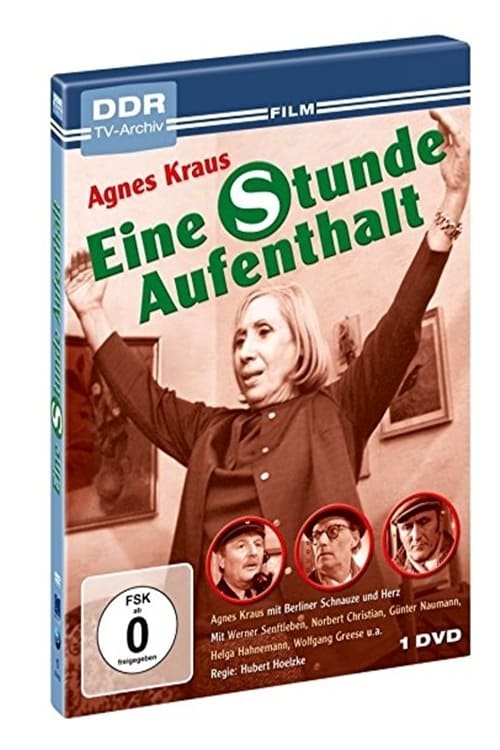 DDR
TV-Archiv
FILM
Agnes Kraus
Eine Stunde
Aufenthalt
Eine Stunde Aufenthalt
FSK
ab
0
freigegeben
Agnes Kraus mit Berliner Schnauze und Herz
Mit Werner Senftleben, Norbert Christian, Günter Naumann,
Helga Hahnemann, Wolfgang Greese u.a.
Regie: Hubert Hoelzke
1 DVD